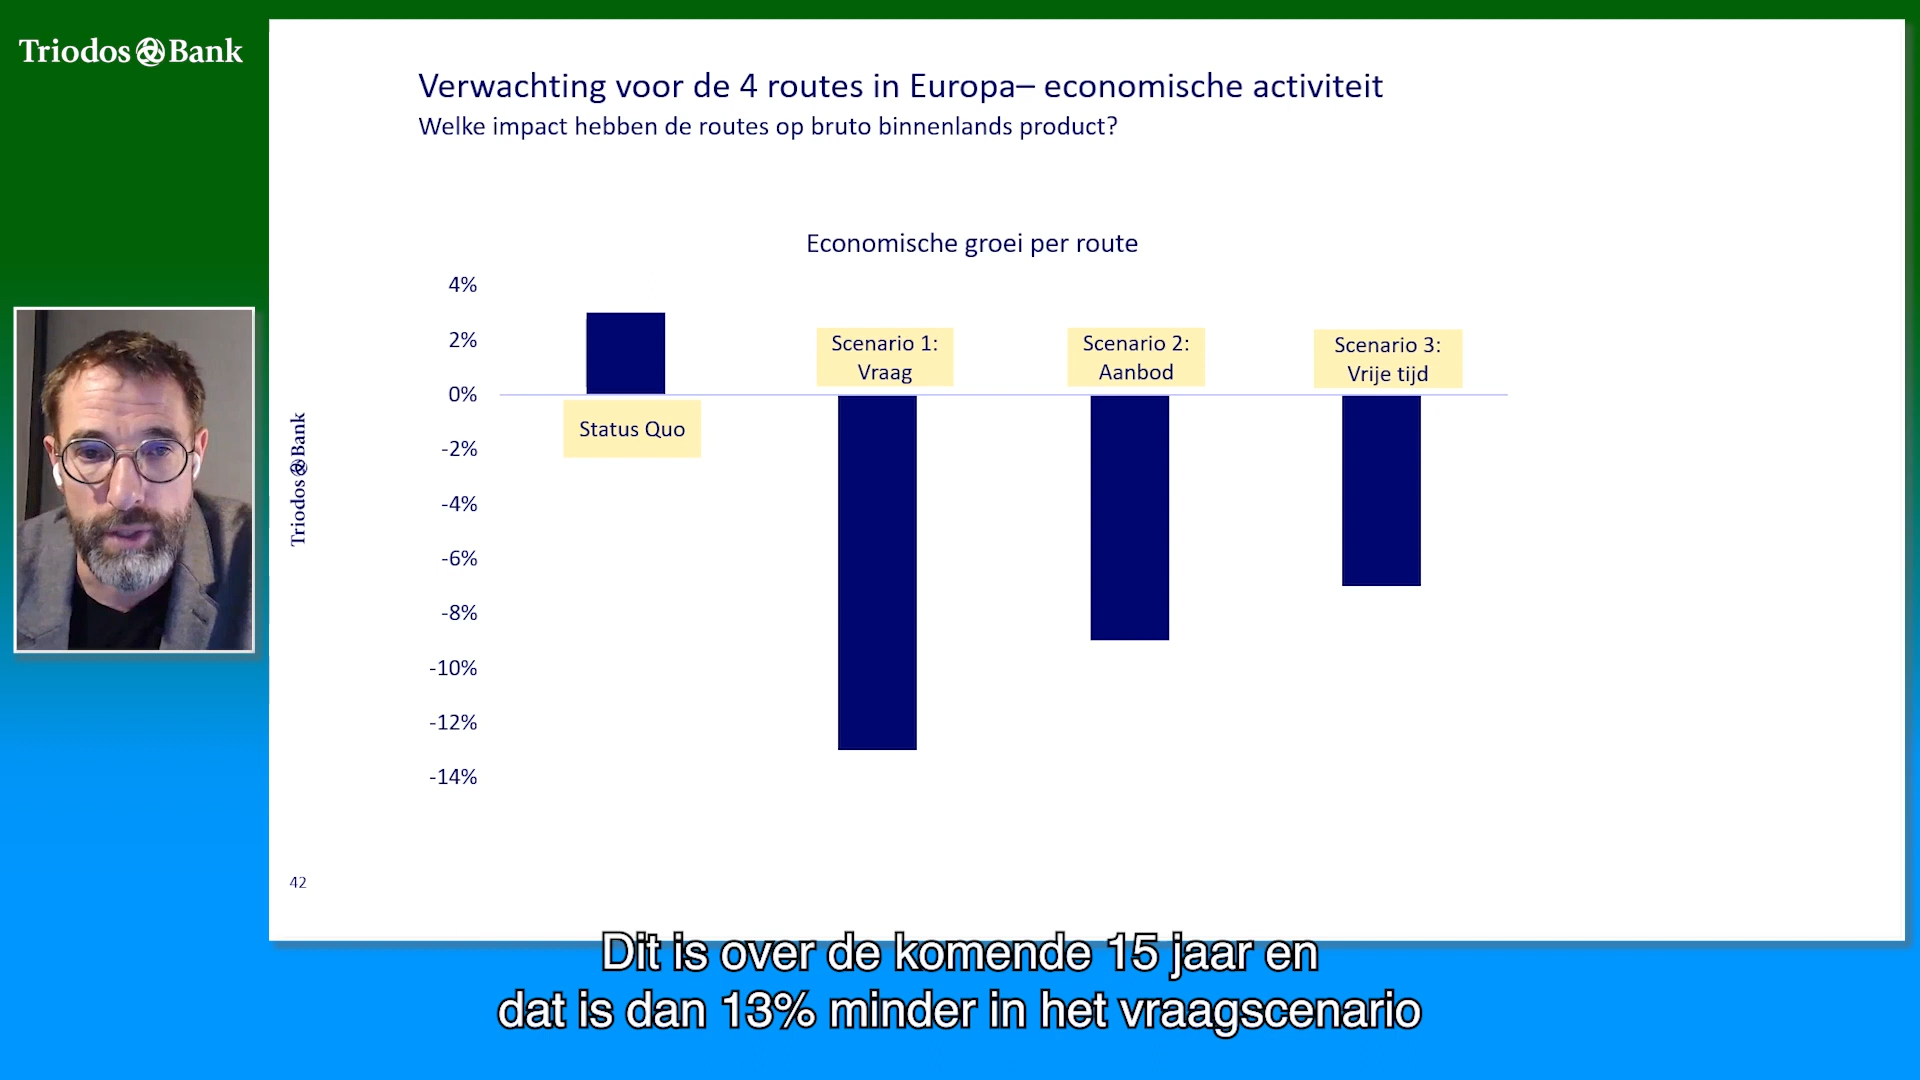 Triodos Bank
Verwachting voor de 4 routes in Europa– economische activiteit
Welke impact hebben de routes op bruto binnenlands product?
Economische groei per route
4%
2%
0%
-2%
-4%
-6%
-8%
-10%
-12%
-14%
Status Quo
Scenario 1:
Vraag
Scenario 2:
Aanbod
Scenario 3:
Vrije tijd
Triodos Bank
42
Dit is over de komende 15 jaar en
dat is dan 13% minder in het vraagscenario